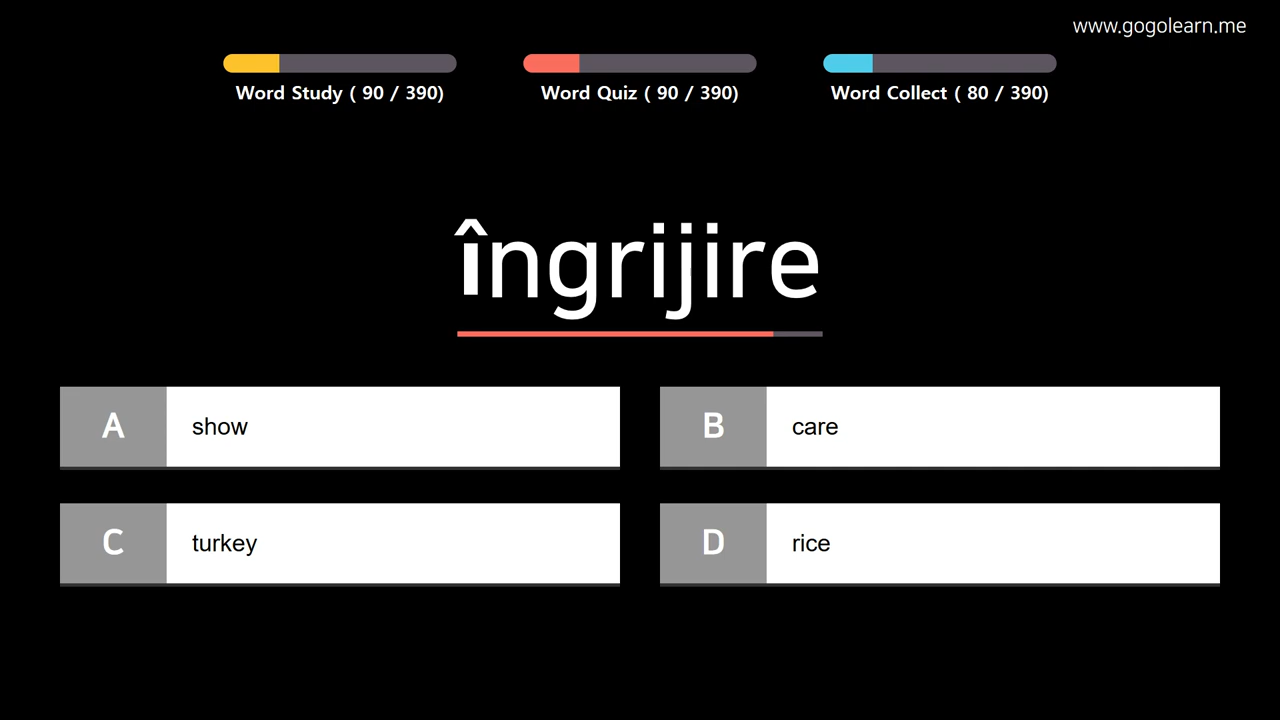 www.gogolearn.me
Word Study ( 90 / 390)
Word Quiz ( 90 / 390)
Word Collect ( 80 / 390)
îngrijire
A show
B care
C turkey
D rice